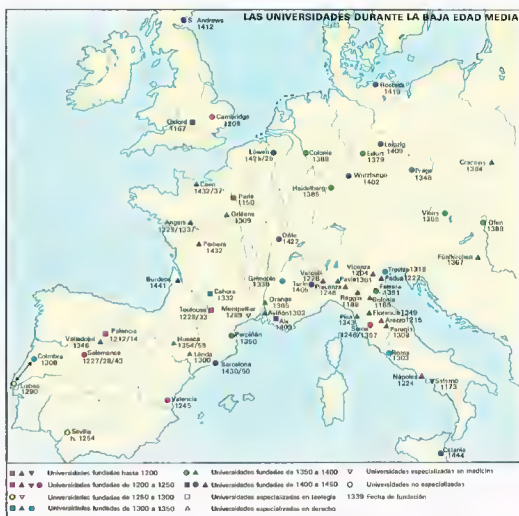 LAS UNIVERSIDADES DURANTE LA BAJA EDAD MEDIA
S. Andrews
1412
Rostock
1419
Cambridge
1209
Oxford
1167
Löwen
1425/26
Colonia
1388
Erfurt
1379
Leipzig
1409
Cracovia
1364
Praga
1348
Würzburgo
1402
Heidelberg
1385
Caen
1432/37
París
1150
Orléans
1309
Angers
1229/1337
Viena
1365
Ofen
1389
Fünfkirchen
1367
Dôle
1422
Poitiers
1432
Burdeos
1441
Grenoble
1339
Cahors
1332
Vercelli
1228
Pavía 1361
Vicenza
1204
Treviso 1318
Padua 1222
Turín
1405
Piacenza
1248
Ferrara
1391
Bolonia
Reggio
1188
Orange
1365
Aviñón 1303
Aix
1409
Montpellier
1289
Toulouse
1229/33
Pisa
1343
Florencia 1349
Arezzo 1215
Siena
1246/1357
Perugia
1308
Palencia
1212/14
Valladolid
1346
Huesca
1354/59
Lérida
1300
Perpiñán
1350
Coimbra
1308
Salamanca
1227/28/43
Barcelona
1430/50
Roma
1303
Lisboa
1290
Nápoles
1224
Salerno
1173
Valencia
1245
Sevilla
h. 1254
Catania
1444
Universidades fundadas hasta 1200
Universidades fundadas de 1350 a 1400
Universidades especializadas en medicina
Universidades fundadas de 1200 a 1250
Universidades fundadas de 1400 a 1450
Universidades no especializadas
Universidades fundadas de 1250 a 1300
Universidades especializadas en teología
1339 Fecha de fundación
Universidades fundadas de 1300 a 1350
Universidades especializadas en derecho